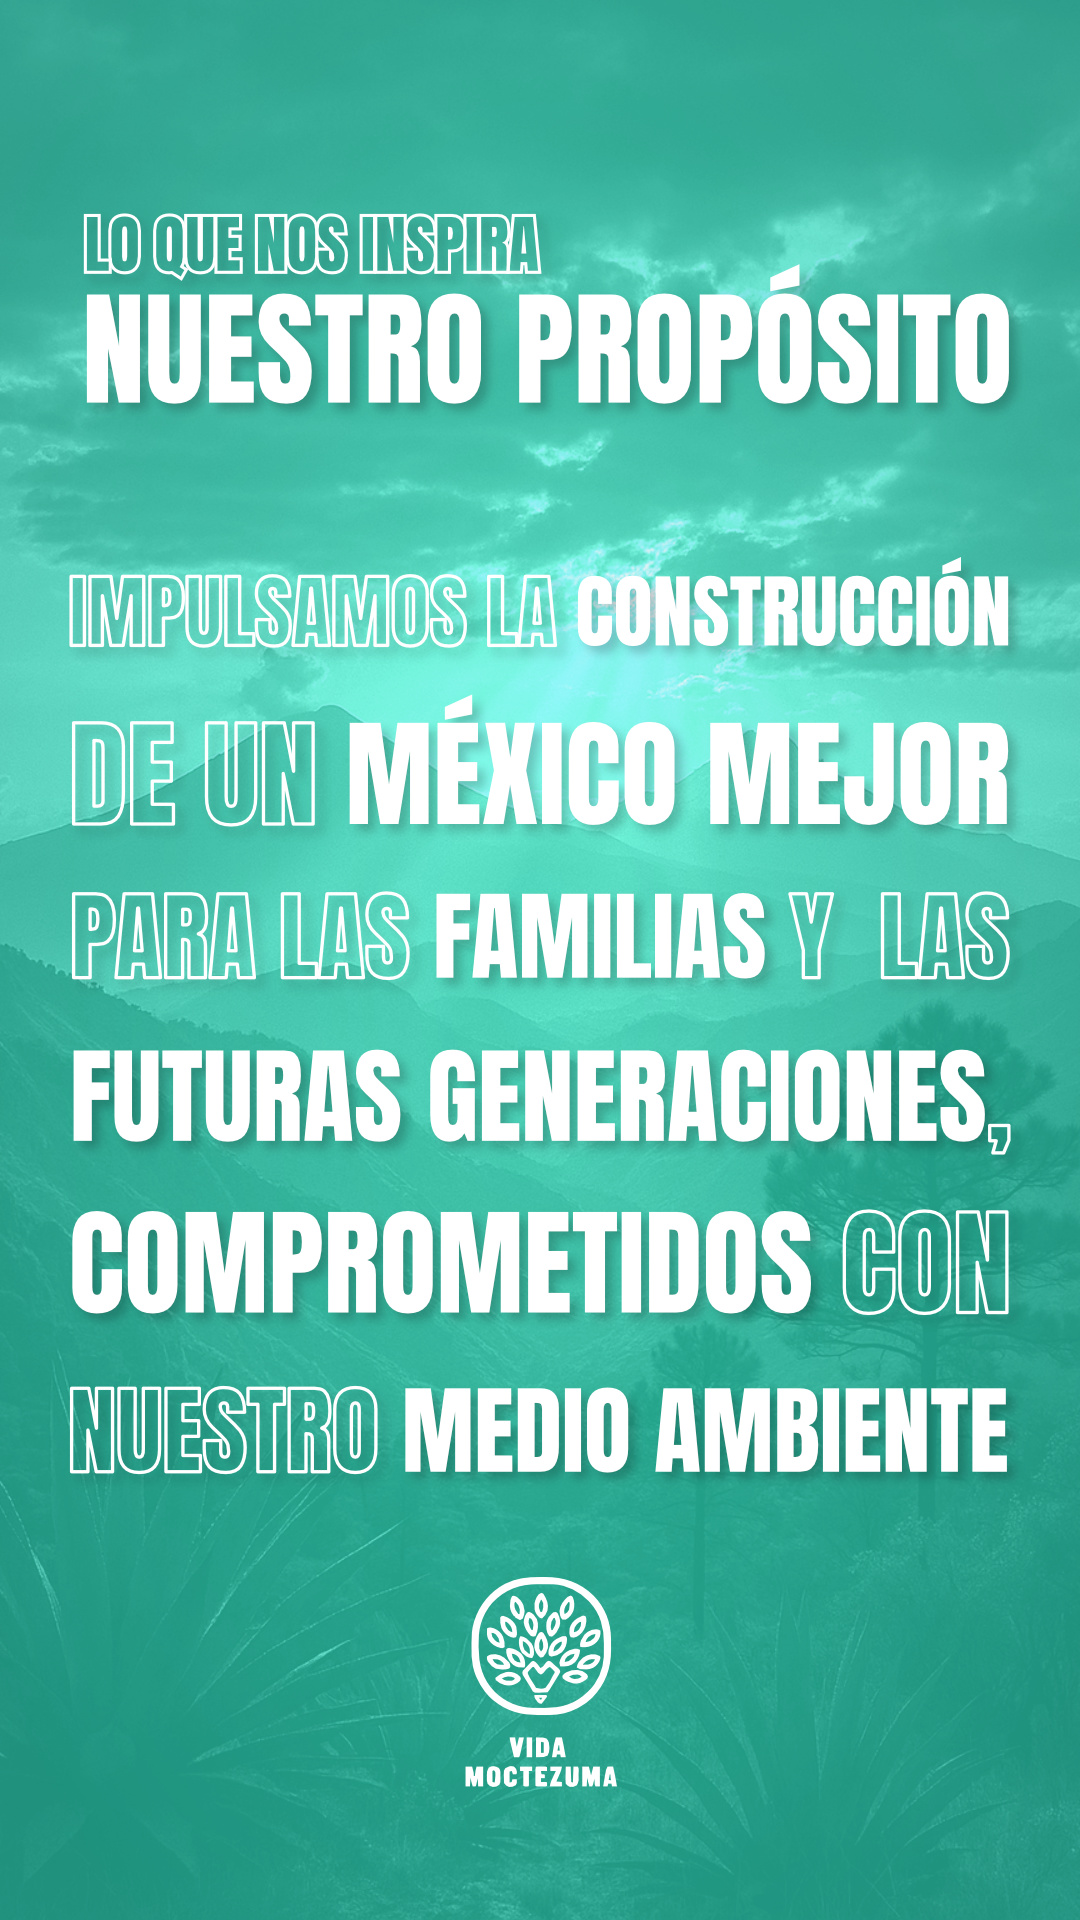 LO QUE NOS INSPIRA
NUESTRO PROPÓSITO
IMPULSAMOS LA CONSTRUCCIÓN
DE UN MÉXICO MEJOR
PARA LAS FAMILIAS Y LAS
FUTURAS GENERACIONES,
COMPROMETIDOS CON
NUESTRO MEDIO AMBIENTE
VIDA
MOCTEZUMA